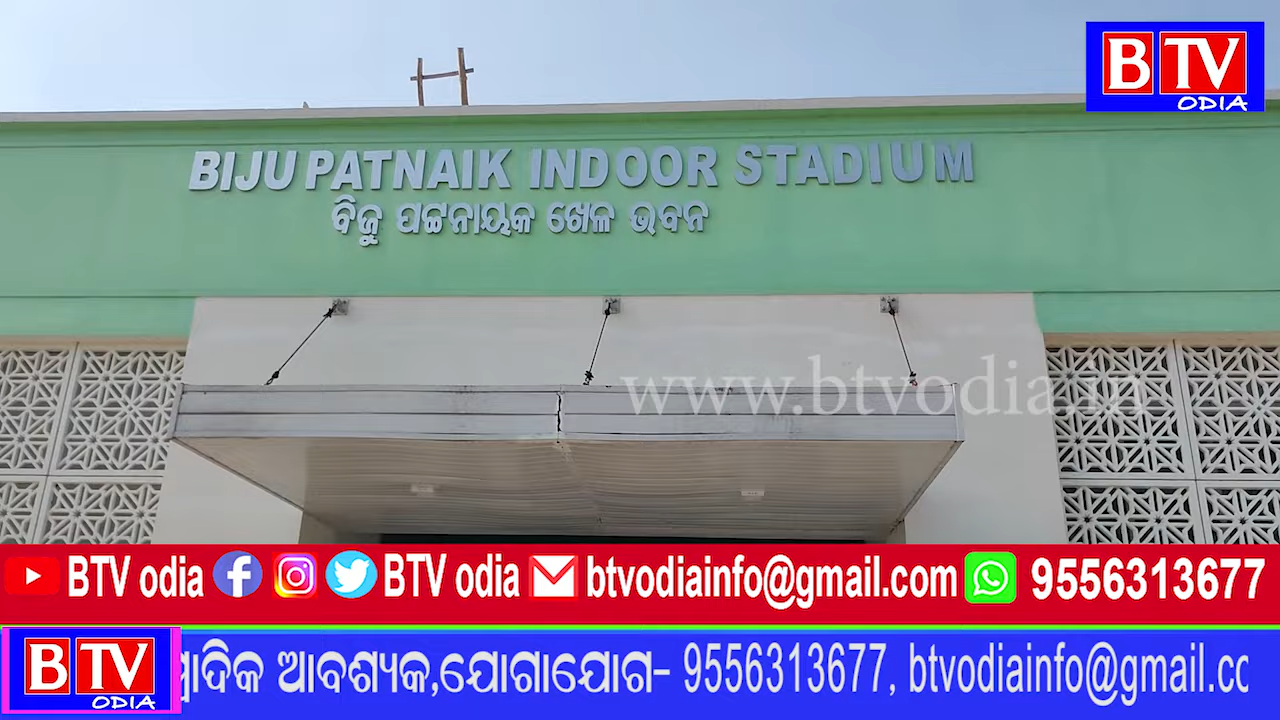 BTV
ODIA
BIJU PATNAIK INDOOR STADIUM
ବିଜୁ ପଟ୍ଟନାୟକ ଖେଳ ଭବନ
www.btvodia.in
BTV odia BTV odia btvodiainfo@gmail.com 9556313677
BTV
ODIA
ଆବଶ୍ୟକ,ଯୋଗାଯୋଗ- 9556313677, btvodiainfo@gmail.cc